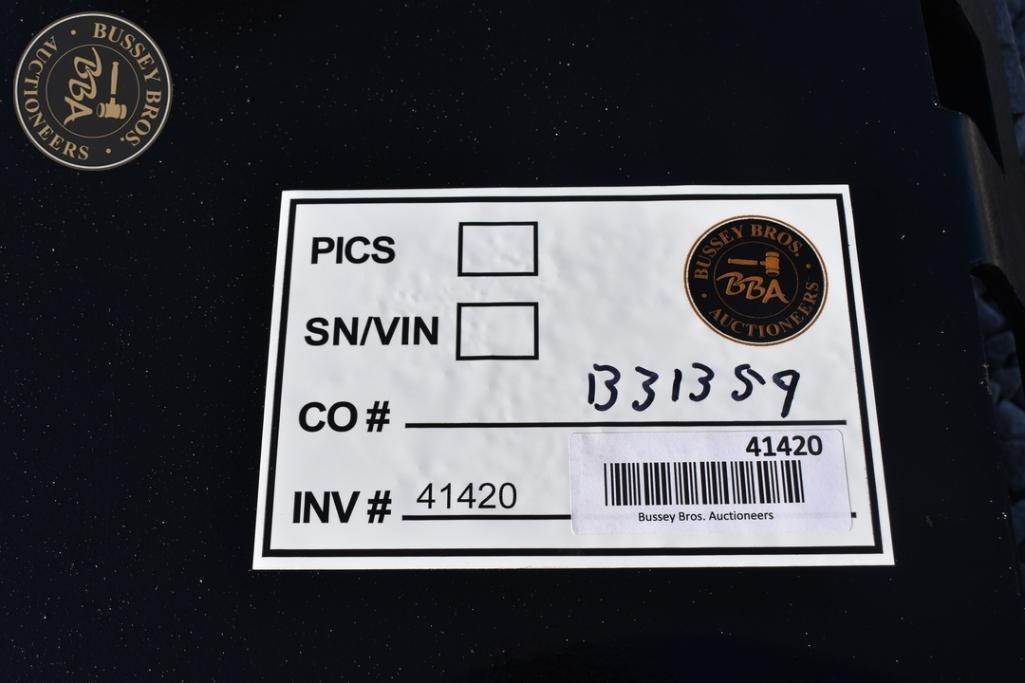 BUSSEY BROS.
AUCTIONEERS
BBA
PICS
BUSSEY BROS.
BBA
AUCTIONEERS
SN/VIN
B31359
CO #
41420
INV # 41420
Bussey Bros. Auctioneers